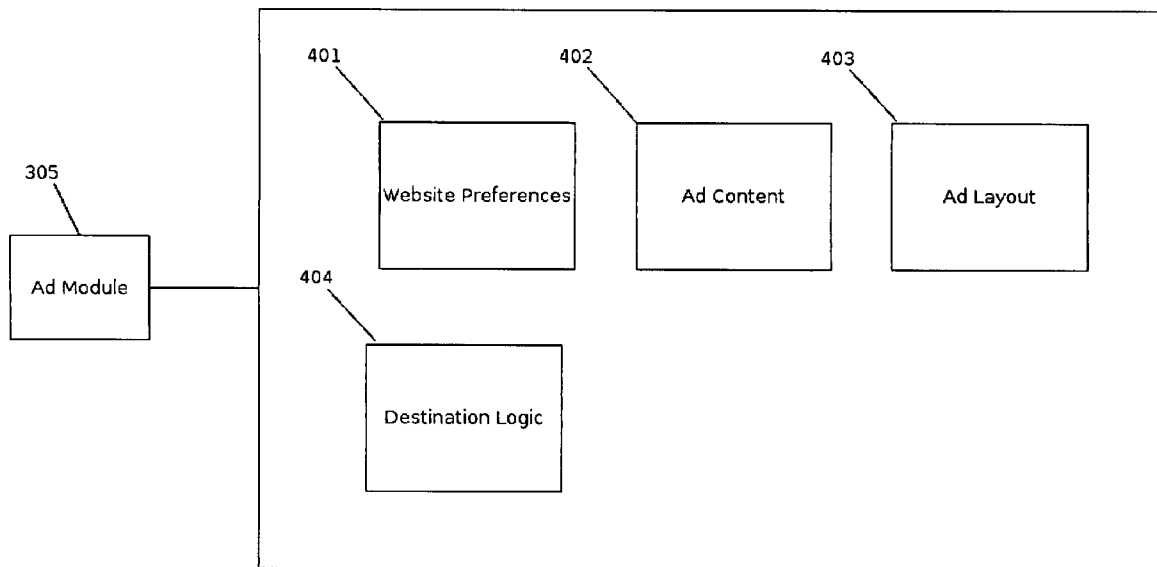 401
402
403
Website Preferences
Ad Content
Ad Layout
305
Ad Module
404
Destination Logic